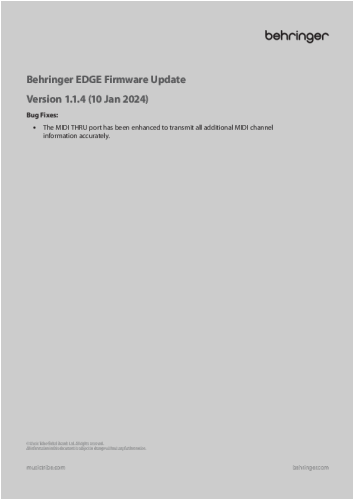 behringer
Behringer EDGE Firmware Update
Version 1.1.4 (10 Jan 2024)
Bug Fixes:
• The MIDI THRU port has been enhanced to transmit all additional MIDI channel
information accurately.
musictribe.com
behringer.com